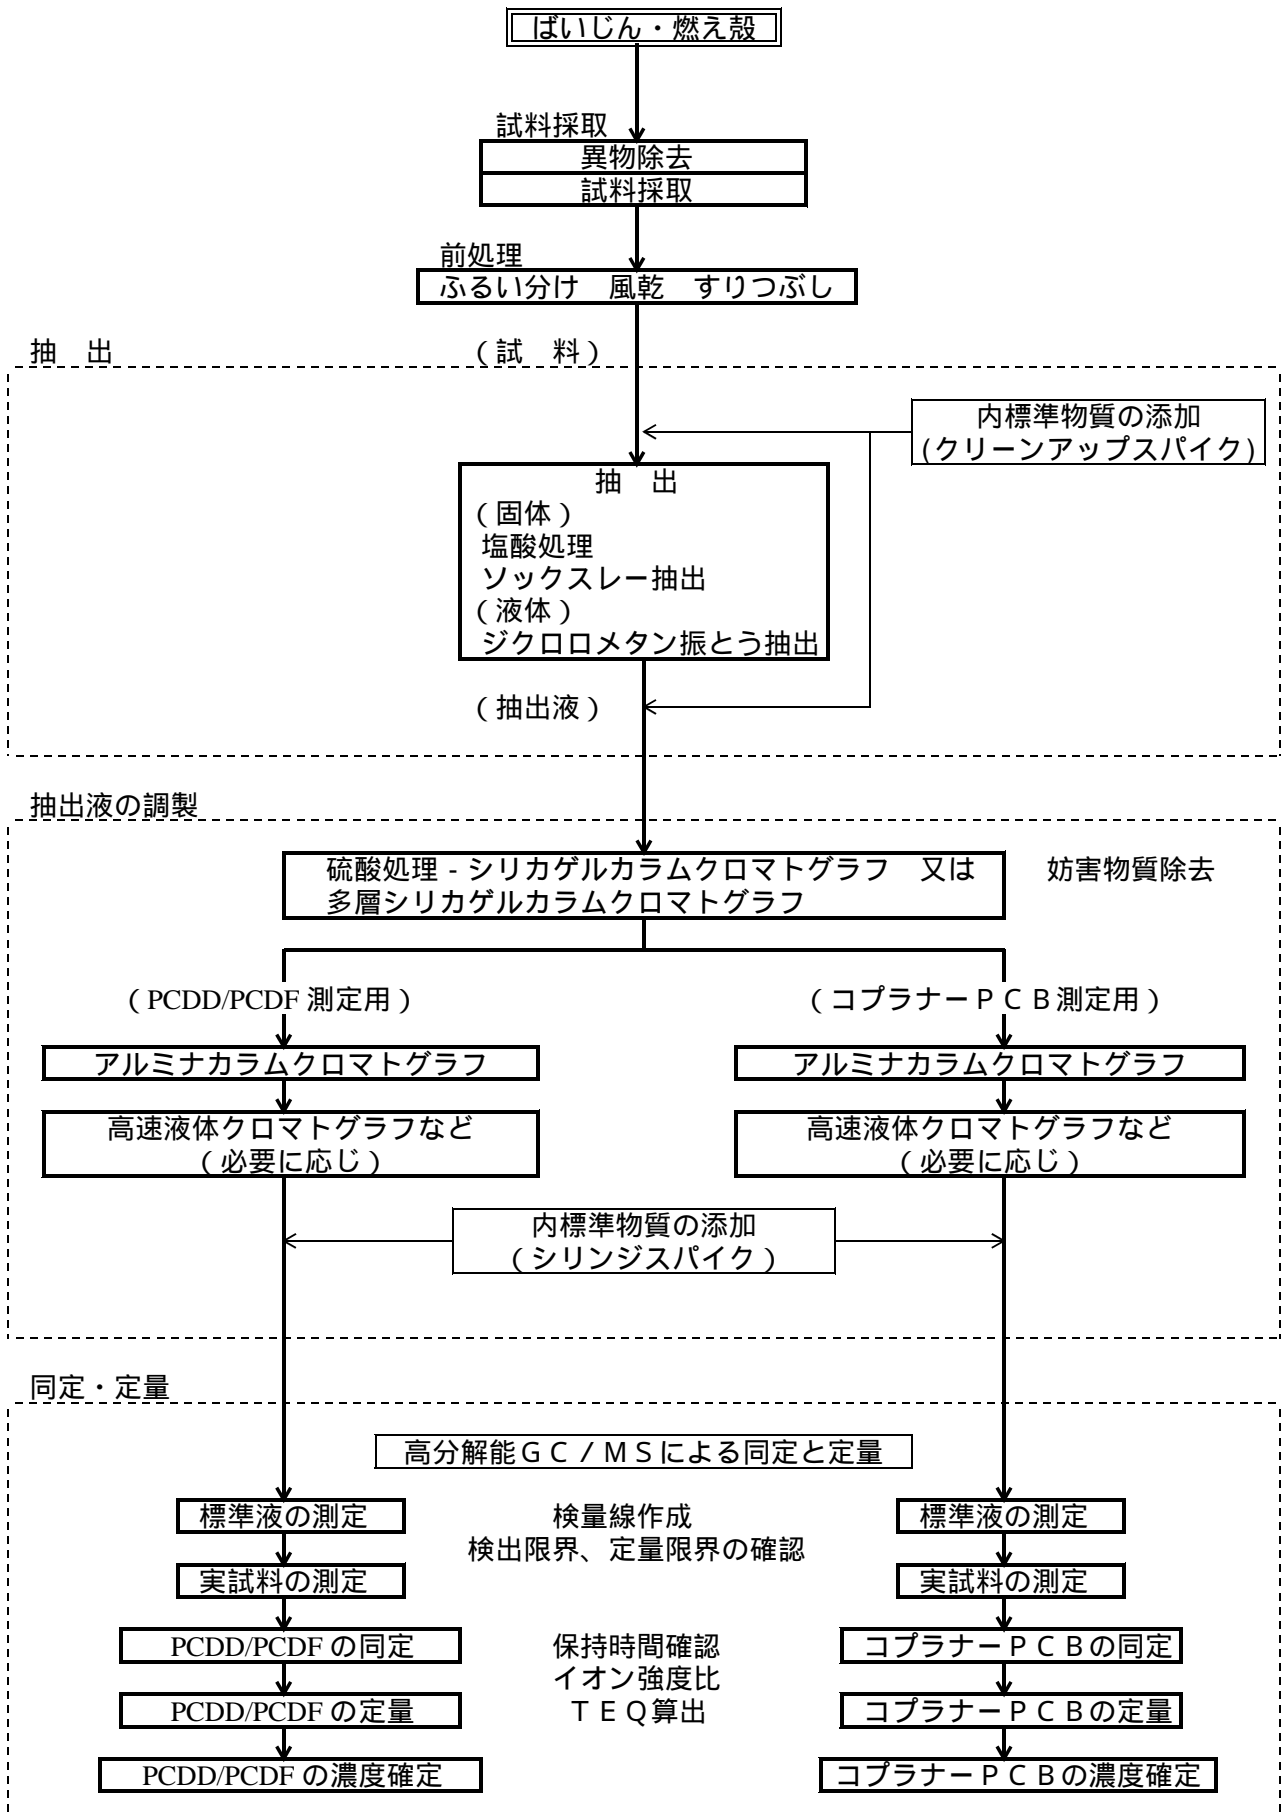 ばいじん・燃え殻
試料採取
異物除去
試料採取
前処理
ふるい分け　風乾　すりつぶし
抽　出
（試　料）
内標準物質の添加
(クリーンアップスパイク)
抽　出
（固体）
塩酸処理
ソックスレー抽出
（液体）
ジクロロメタン振とう抽出
（抽出液）
抽出液の調製
硫酸処理 - シリカゲルカラムクロマトグラフ　又は
多層シリカゲルカラムクロマトグラフ
妨害物質除去
（PCDD/PCDF 測定用）
（コプラナーＰＣＢ測定用）
アルミナカラムクロマトグラフ
アルミナカラムクロマトグラフ
高速液体クロマトグラフなど
（必要に応じ）
高速液体クロマトグラフなど
（必要に応じ）
内標準物質の添加
（シリンジスパイク）
同定・定量
高分解能ＧＣ／ＭＳによる同定と定量
標準液の測定
検量線作成
標準液の測定
検出限界、定量限界の確認
実試料の測定
実試料の測定
PCDD/PCDF の同定
保持時間確認
コプラナーＰＣＢの同定
イオン強度比
PCDD/PCDF の定量
ＴＥＱ算出
コプラナーＰＣＢの定量
PCDD/PCDF の濃度確定
コプラナーＰＣＢの濃度確定